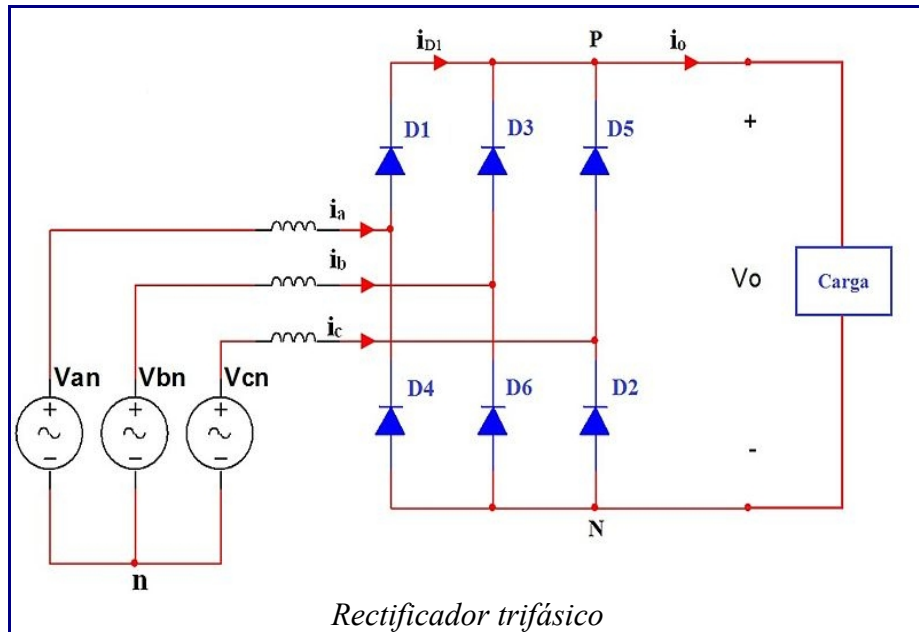 iD1
P
io
D1
D3
D5
+
ia
ib
Vo
Carga
ic
Van
Vbn
Vcn
D4
D6
D2
+
+
+
-
−
−
−
N
n
Rectificador trifásico